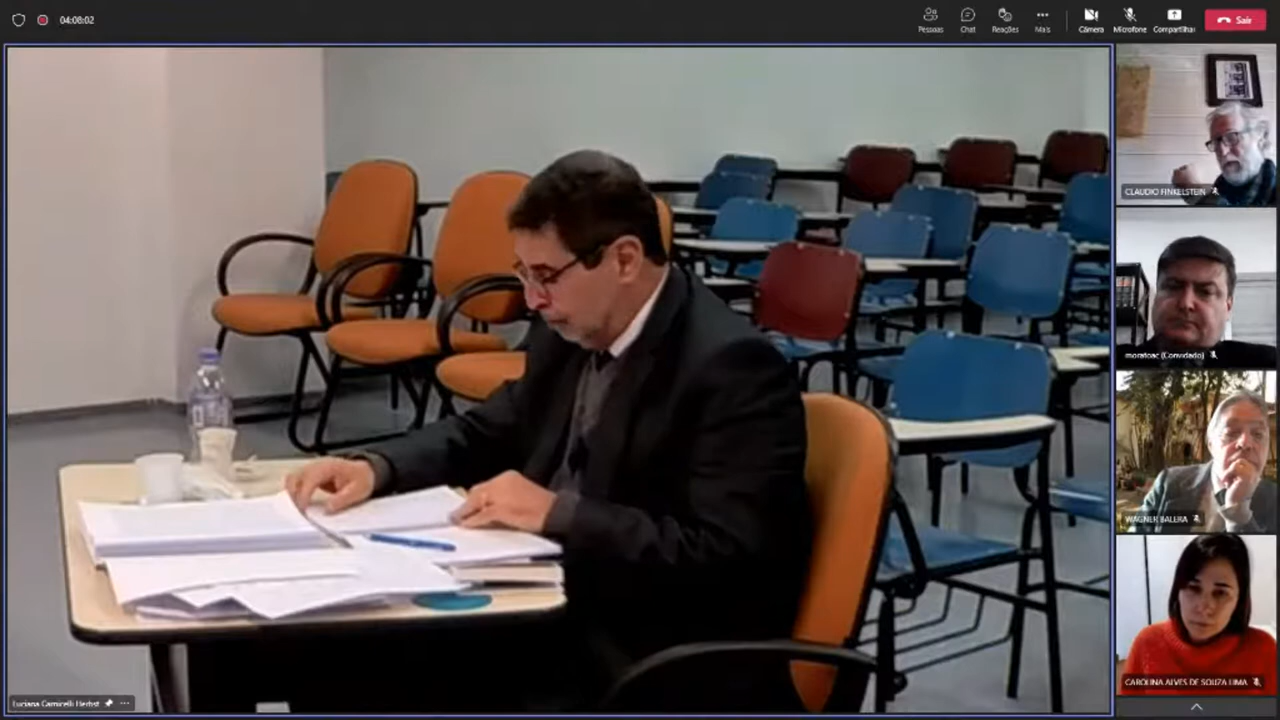 04:08:02
Pessoas
Chat
Reações
Mais
Câmera
Microfone
Compartilhar
Sair
CLAUDIO FINKELSTEIN
moratoac (Convidado)
WAGNER BALERA
CAROLINA ALVES DE SOUZA LIMA
Luciana Camicelli Herbst